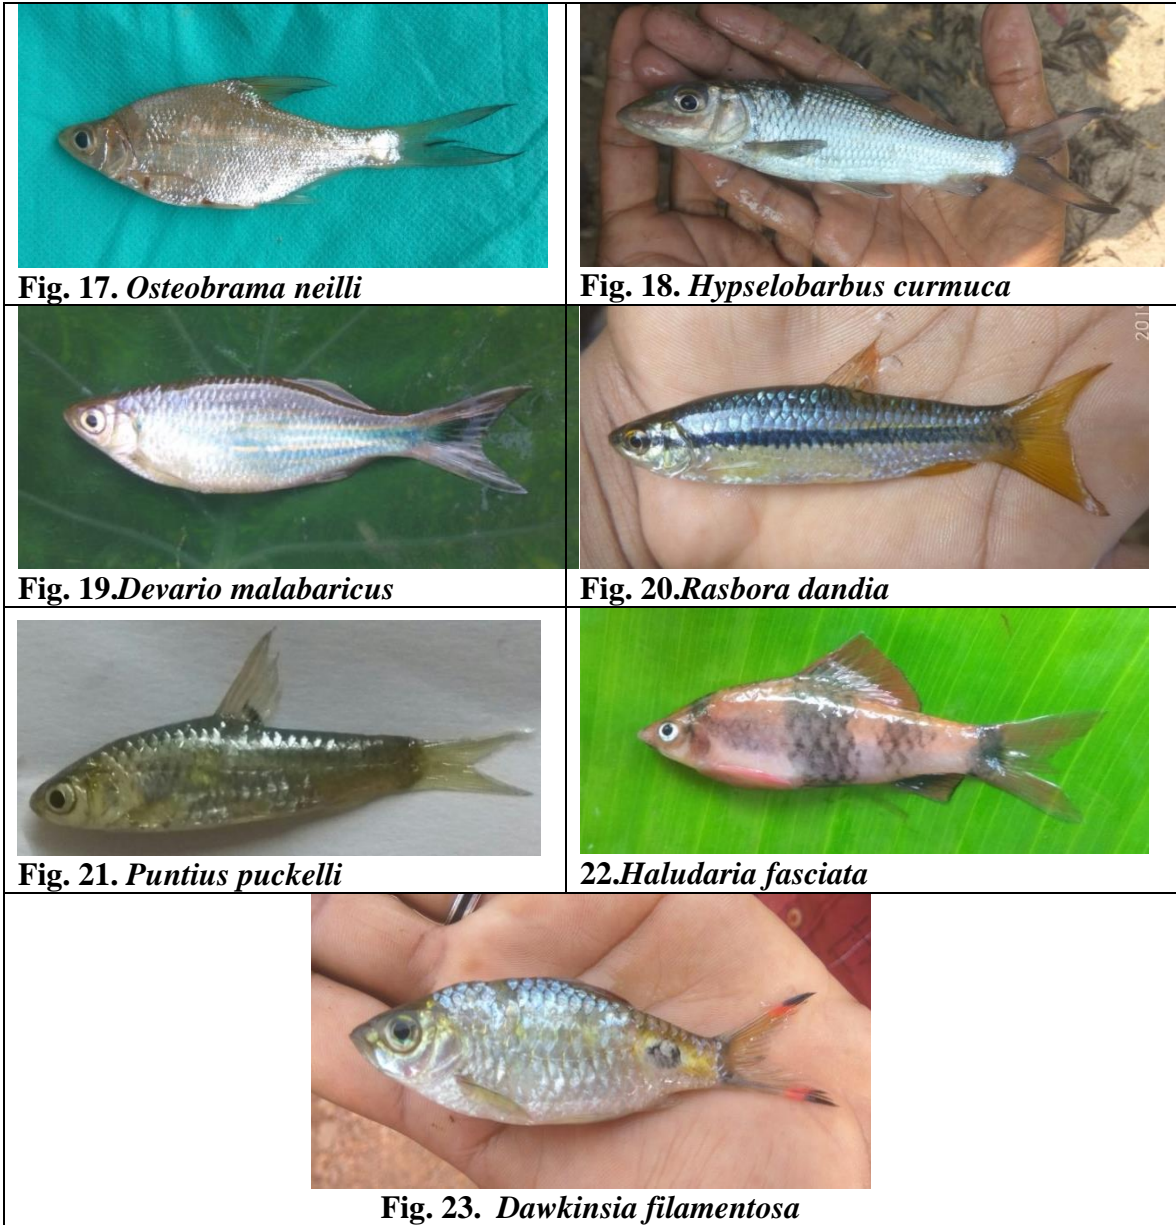 Fig. 17. Osteobrama neilli
Fig. 18. Hypselobarbus curmuca
Fig. 19.Devario malabaricus
201
Fig. 20.Rasbora dandia
Fig. 21. Puntius puckelli
22.Haludaria fasciata
Fig. 23. Dawkinsia filamentosa